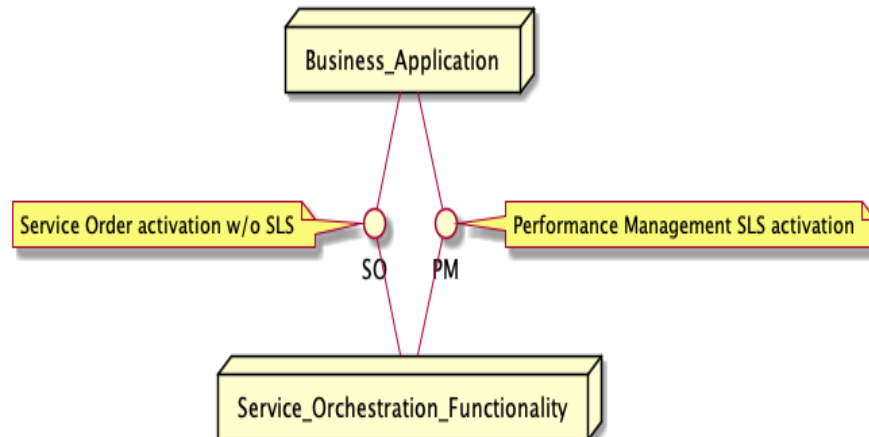 Business_Application
Service Order activation w/o SLS
Performance Management SLS activation
SO
PM
Service_Orchestration_Functionality